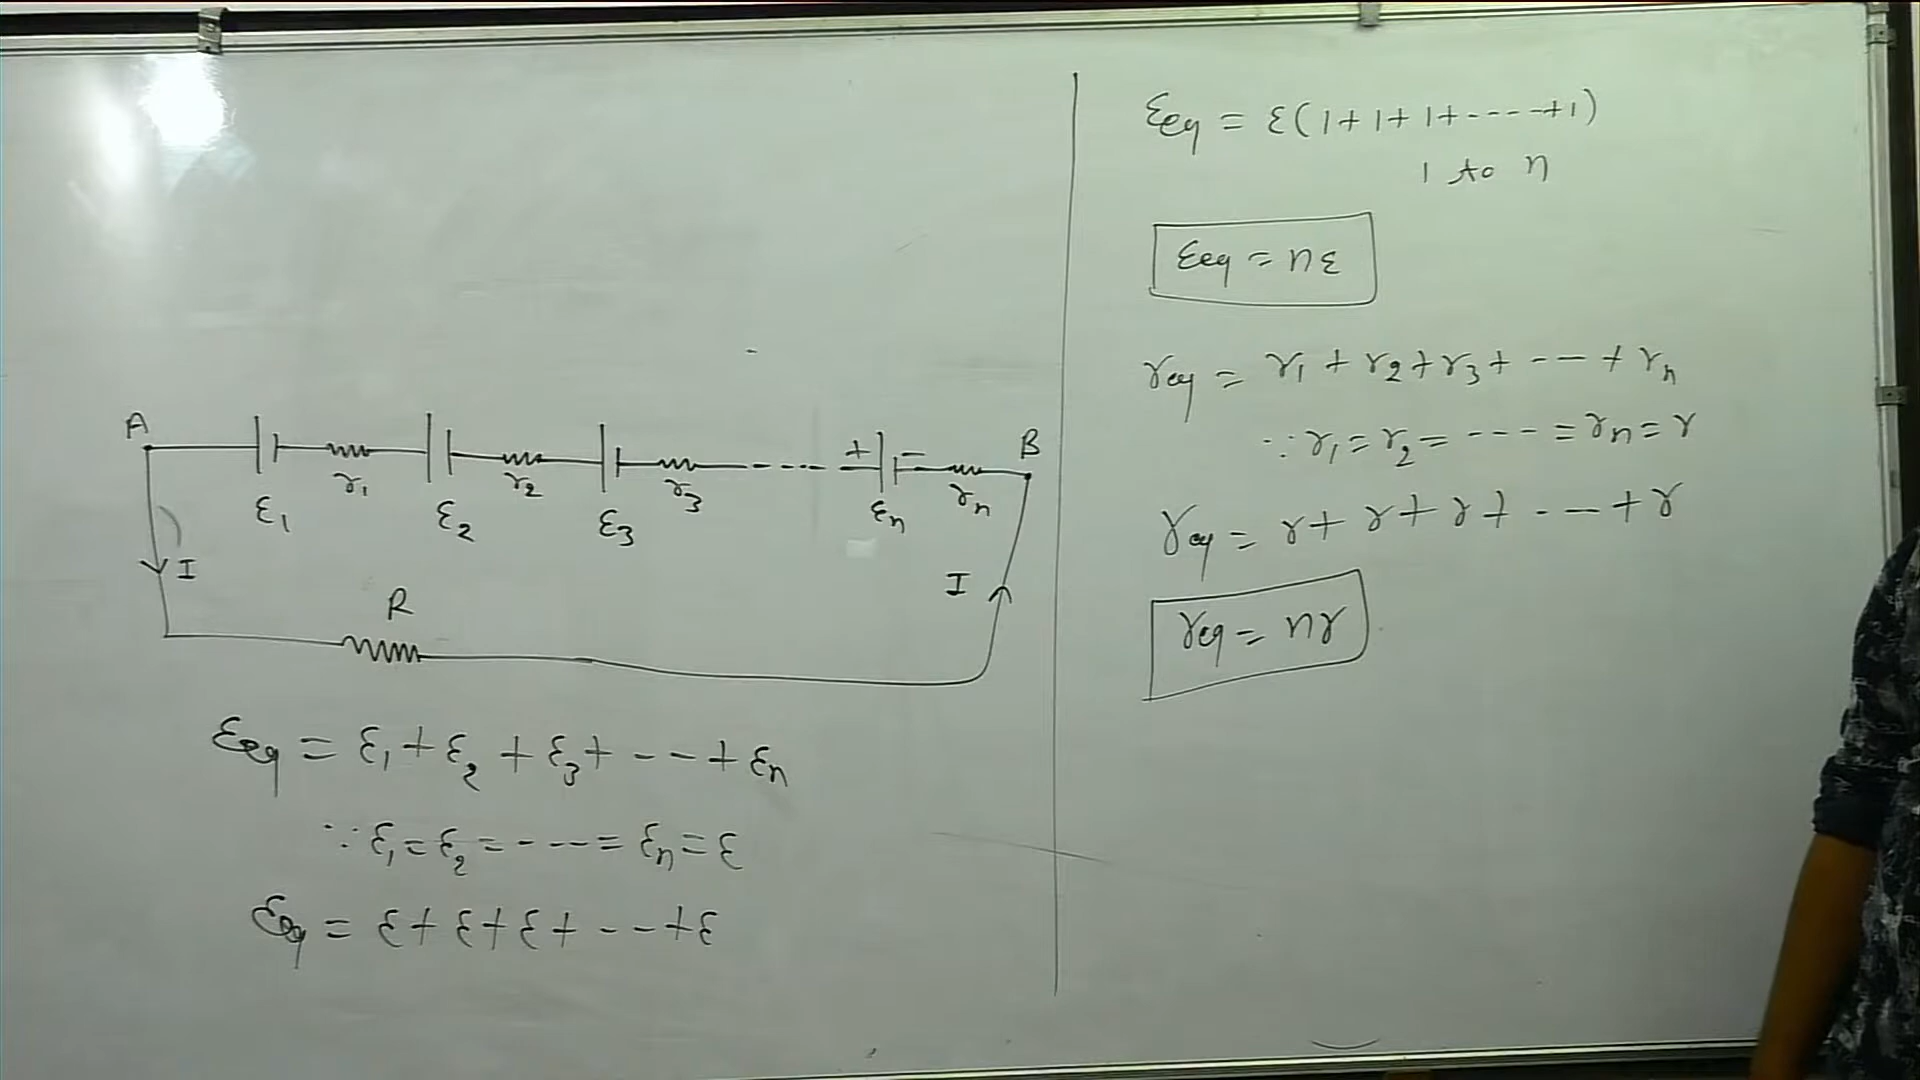 A
B
+ -
r₁
r₂
r₃
rₙ
ε₁
ε₂
ε₃
εₙ
I
I
R
εeq = ε₁ + ε₂ + ε₃ + - - - + εₙ
∵ ε₁ = ε₂ = - - - - = εₙ = ε
εeq = ε + ε + ε + - - - + ε
εeq = ε(1+1+1+-----+1)
1 to n
εeq = nε
req = r₁ + r₂ + r₃ + - - - + rₙ
∵ r₁ = r₂ = - - - - = rₙ = r
req = r + r + r + - - - + r
req = nr